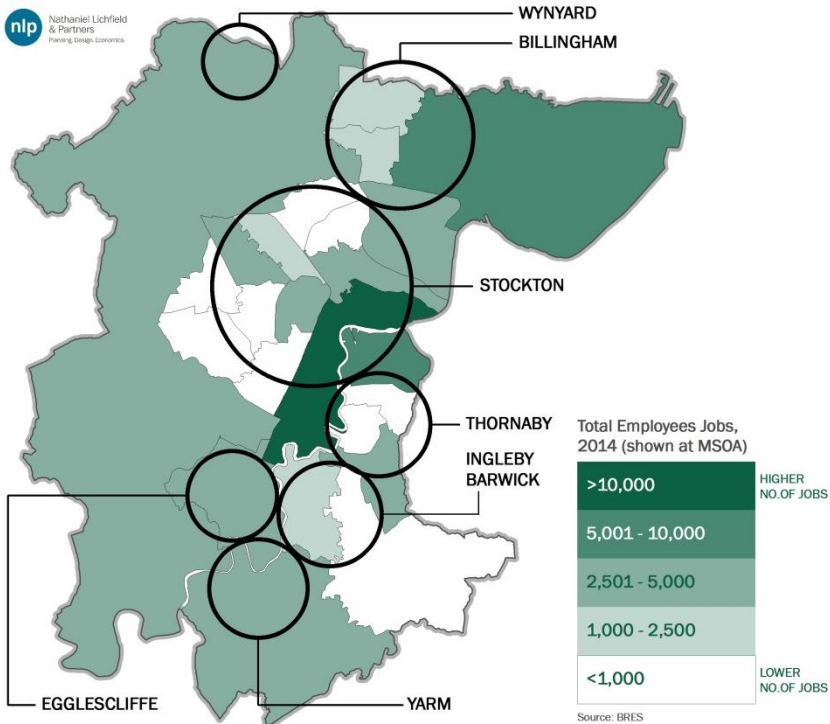 nlp
Nathaniel Lichfield
& Partners
Planning. Design. Economics.
WYNYARD
BILLINGHAM
STOCKTON
THORNABY
INGLEBY
BARWICK
EGGLESCLIFFE
YARM
Total Employees Jobs,
2014 (shown at MSOA)
>10,000
HIGHER
NO.OF JOBS
5,001 - 10,000
2,501 - 5,000
1,000 - 2,500
<1,000
LOWER
NO.OF JOBS
Source: BRES